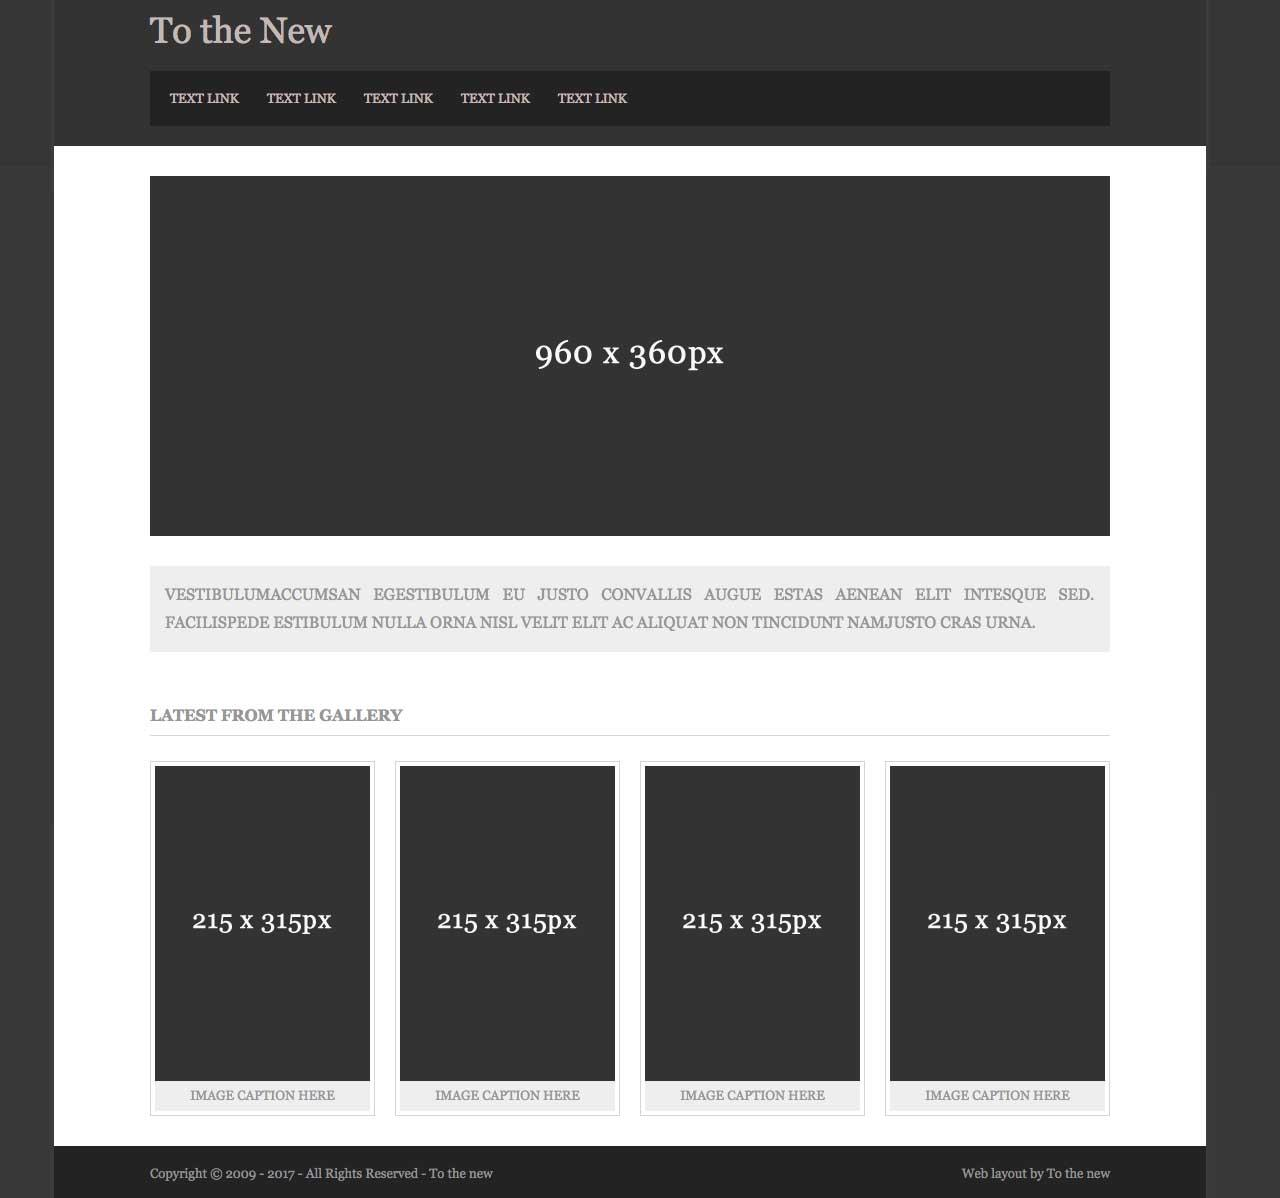 To the New
TEXT LINK TEXT LINK TEXT LINK TEXT LINK TEXT LINK
960 x 360px
VESTIBULUMACCUMSAN EGESTIBULUM EU JUSTO CONVALLIS AUGUE ESTAS AENEAN ELIT INTESQUE SED.
FACILISPEDE ESTIBULUM NULLA ORNA NISL VELIT ELIT AC ALIQUAT NON TINCIDUNT NAMJUSTO CRAS URNA.
LATEST FROM THE GALLERY
215 x 315px 215 x 315px 215 x 315px 215 x 315px
IMAGE CAPTION HERE IMAGE CAPTION HERE IMAGE CAPTION HERE IMAGE CAPTION HERE
Copyright © 2009 - 2017 - All Rights Reserved - To the new Web layout by To the new